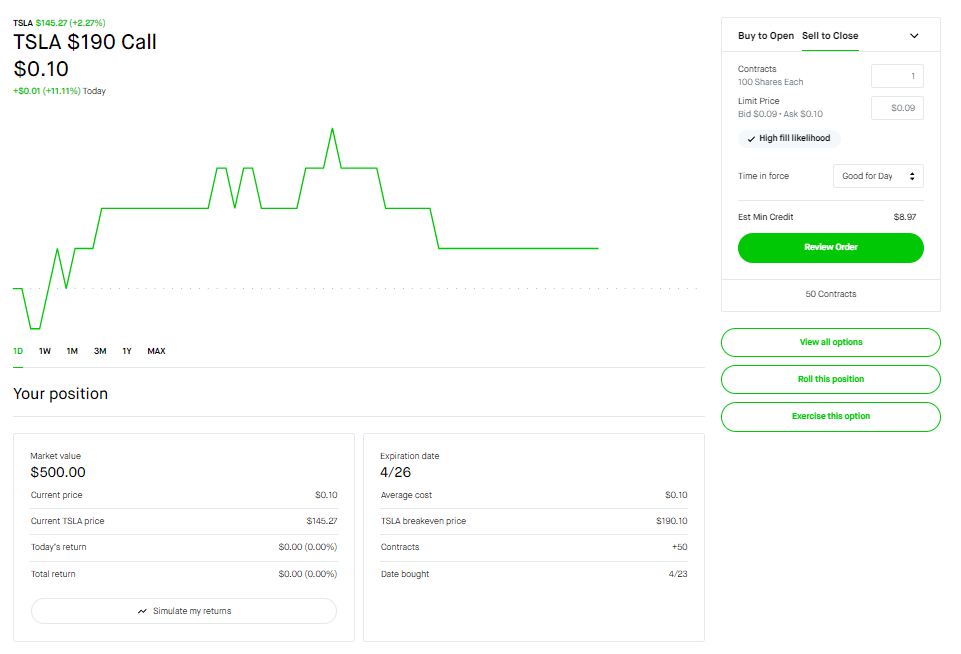 TSLA $145.27 (+2.27%)
TSLA $190 Call
$0.10
+$0.01 (+11.11%) Today
1D 1W 1M 3M 1Y MAX
Your position
Market value
$500.00
Current price $0.10
Current TSLA price $145.27
Today's return $0.00 (0.00%)
Total return $0.00 (0.00%)
Simulate my returns
Expiration date
4/26
Average cost $0.10
TSLA breakeven price $190.10
Contracts +50
Date bought 4/23
Buy to Open Sell to Close
Contracts 1
100 Shares Each
Limit Price $0.09
Bid $0.09 • Ask $0.10
High fill likelihood
Time in force Good for Day
Est Min Credit $8.97
Review Order
50 Contracts
View all options
Roll this position
Exercise this option